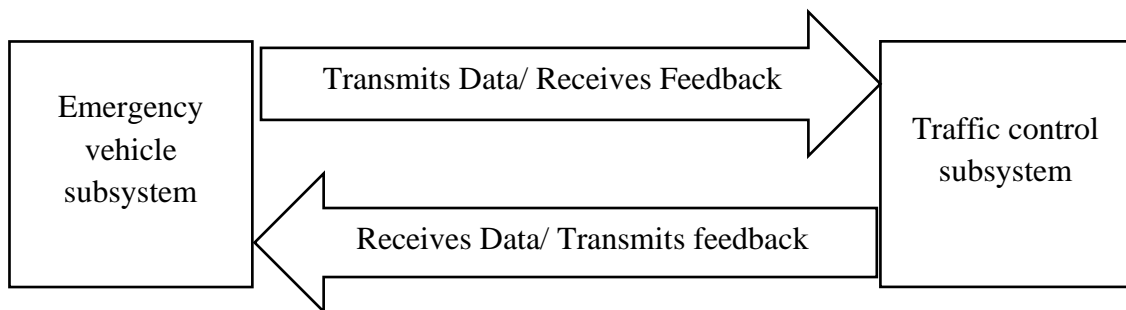 Transmits Data/ Receives Feedback
Emergency
vehicle
subsystem
Traffic control
subsystem
Receives Data/ Transmits feedback